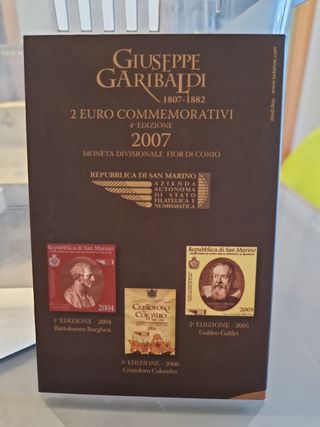 GIUSEPPE
GARIBALDI
1807-1882
2 EURO COMMEMORATIVI
4ª EDIZIONE
2007
MONETA DIVISIONALE FIOR DI CONIO
REPUBBLICA DI SAN MARINO
AZIENDA
AUTONOMA
DI STATO
FILATELICA E
NUMISMATICA
Repubblica di San Marino
2004
1ª EDIZIONE - 2004
Bartolomeo Borghesi
CRISTOFORO
COLOMBO
2006
3ª EDIZIONE - 2006
Cristoforo Colombo
Repubblica di San Marino
2005
2ª EDIZIONE - 2005
Galileo Galilei